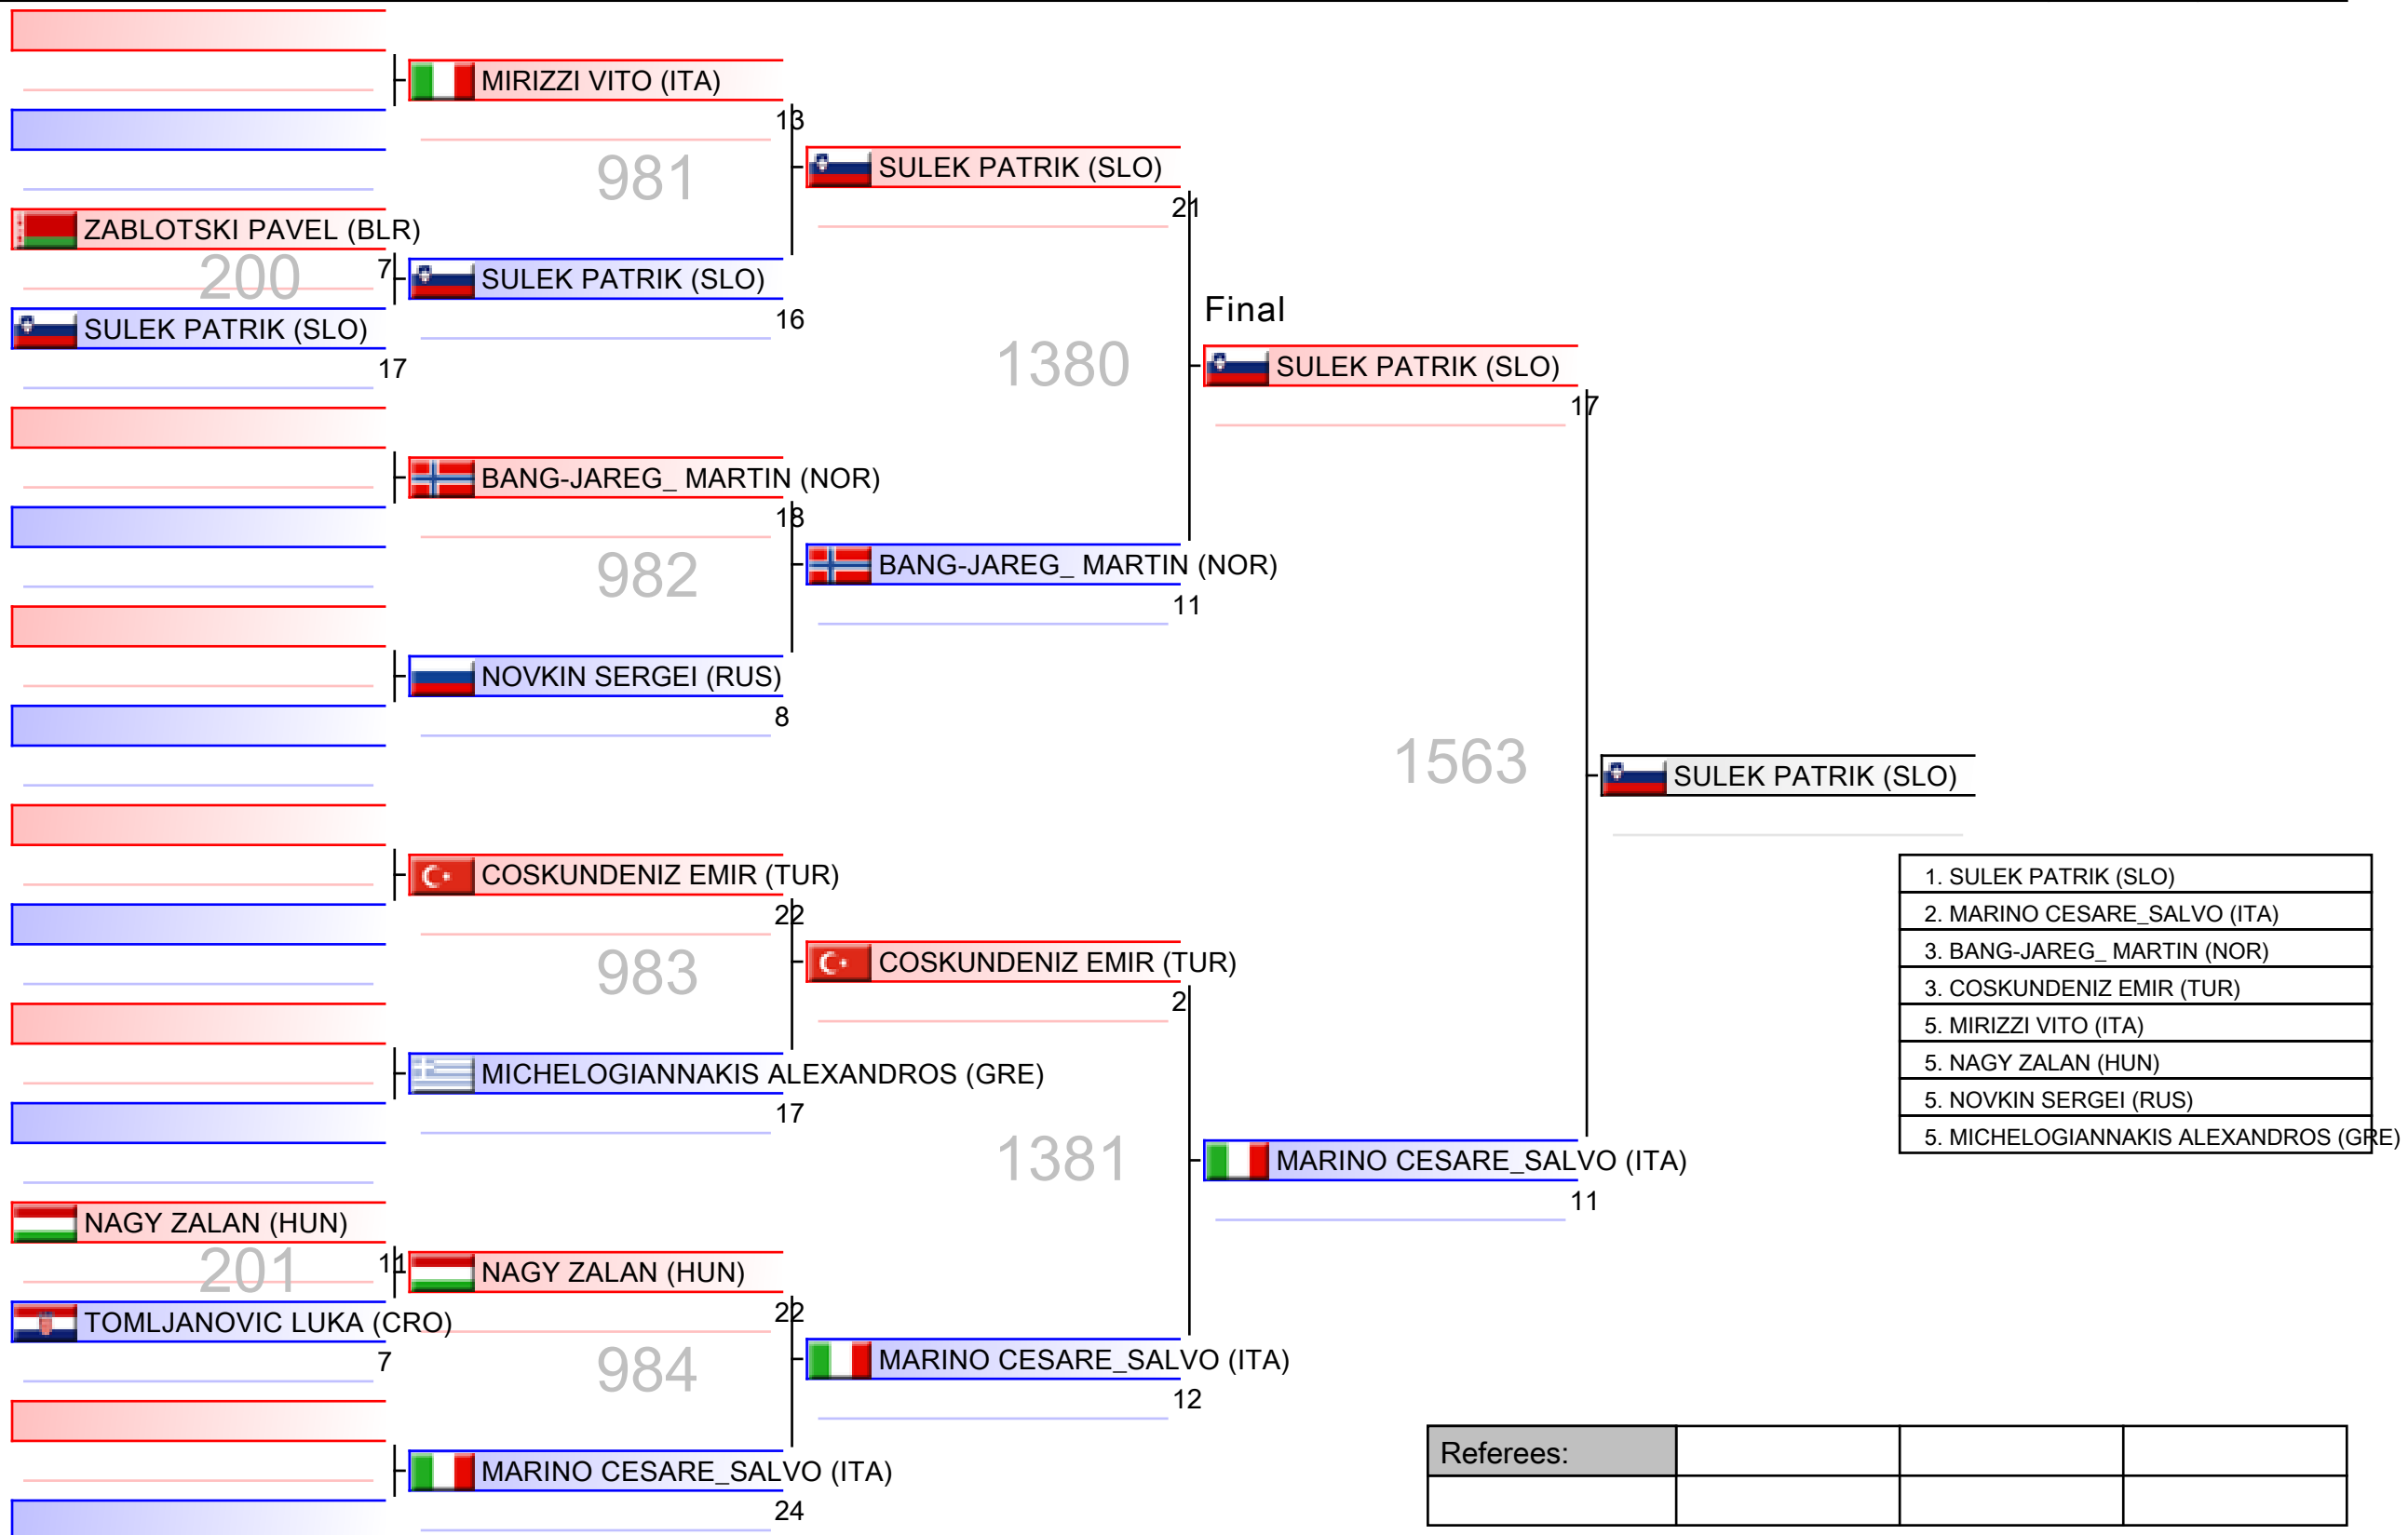 MIRIZZI VITO (ITA)
13
981
SULEK PATRIK (SLO)
21
ZABLOTSKI PAVEL (BLR)
7
200
SULEK PATRIK (SLO)
16
SULEK PATRIK (SLO)
17
Final
1380
SULEK PATRIK (SLO)
17
BANG-JAREG_ MARTIN (NOR)
18
982
BANG-JAREG_ MARTIN (NOR)
11
NOVKIN SERGEI (RUS)
8
1563
SULEK PATRIK (SLO)
COSKUNDENIZ EMIR (TUR)
22
983
COSKUNDENIZ EMIR (TUR)
2
MICHELOGIANNAKIS ALEXANDROS (GRE)
17
1381
MARINO CESARE_SALVO (ITA)
11
1. SULEK PATRIK (SLO)
2. MARINO CESARE_SALVO (ITA)
3. BANG-JAREG_ MARTIN (NOR)
3. COSKUNDENIZ EMIR (TUR)
5. MIRIZZI VITO (ITA)
5. NAGY ZALAN (HUN)
5. NOVKIN SERGEI (RUS)
5. MICHELOGIANNAKIS ALEXANDROS (GRE)
NAGY ZALAN (HUN)
11
201
NAGY ZALAN (HUN)
22
TOMLJANOVIC LUKA (CRO)
7
984
MARINO CESARE_SALVO (ITA)
12
MARINO CESARE_SALVO (ITA)
24
Referees: